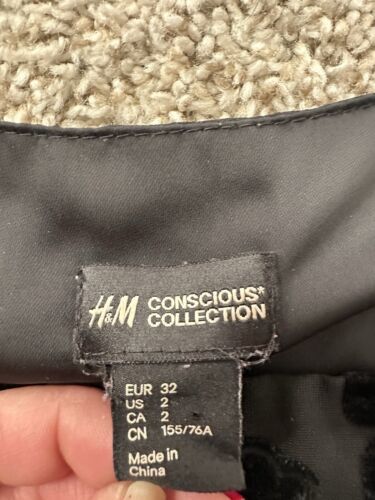 H&M CONSCIOUS*
COLLECTION
EUR 32
US 2
CA 2
CN 155/76A
Made in
China